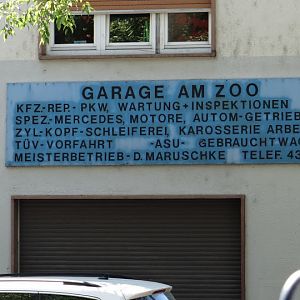 GARAGE AM ZOO
KFZ.-REP.- PKW, WARTUNG+INSPEKTIONEN
SPEZ.-MERCEDES, MOTORE, AUTOM-GETRIEB
ZYL-KOPF-SCHLEIFEREI, KAROSSERIE ARBE
TÜV-VORFAHRT -ASU- GEBRAUCHTWAG
MEISTERBETRIEB-D. MARUSCHKE TELEF. 43